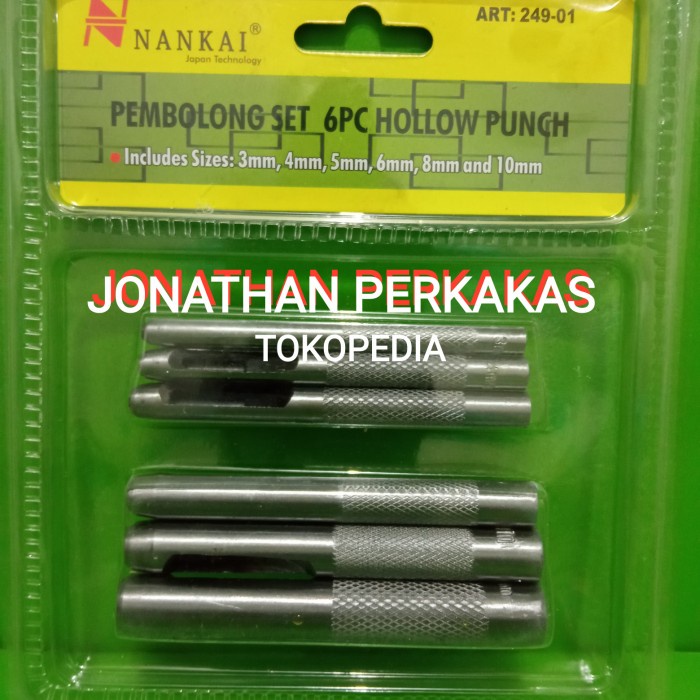 ART: 249-01
NANKAI®
Japan Technology
PEMBOLONG SET 6PC HOLLOW PUNCH
• Includes Sizes: 3mm, 4mm, 5mm, 6mm, 8mm and 10mm
JONATHAN PERKAKAS
TOKOPEDIA